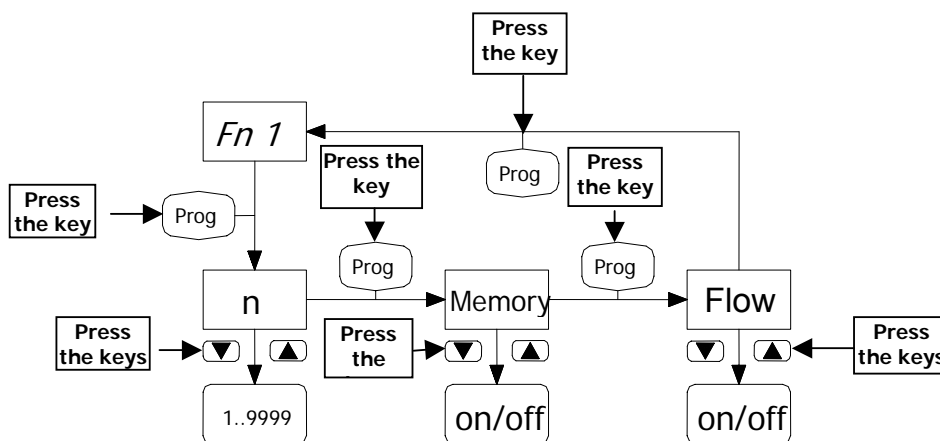 Press
the key
Fn 1
Press the
key
Prog
Press
the key
Press
the key
Prog
Prog
Prog
n
Memory
Flow
Press
the keys
Press
the
Press
the keys
1..9999
on/off
on/off